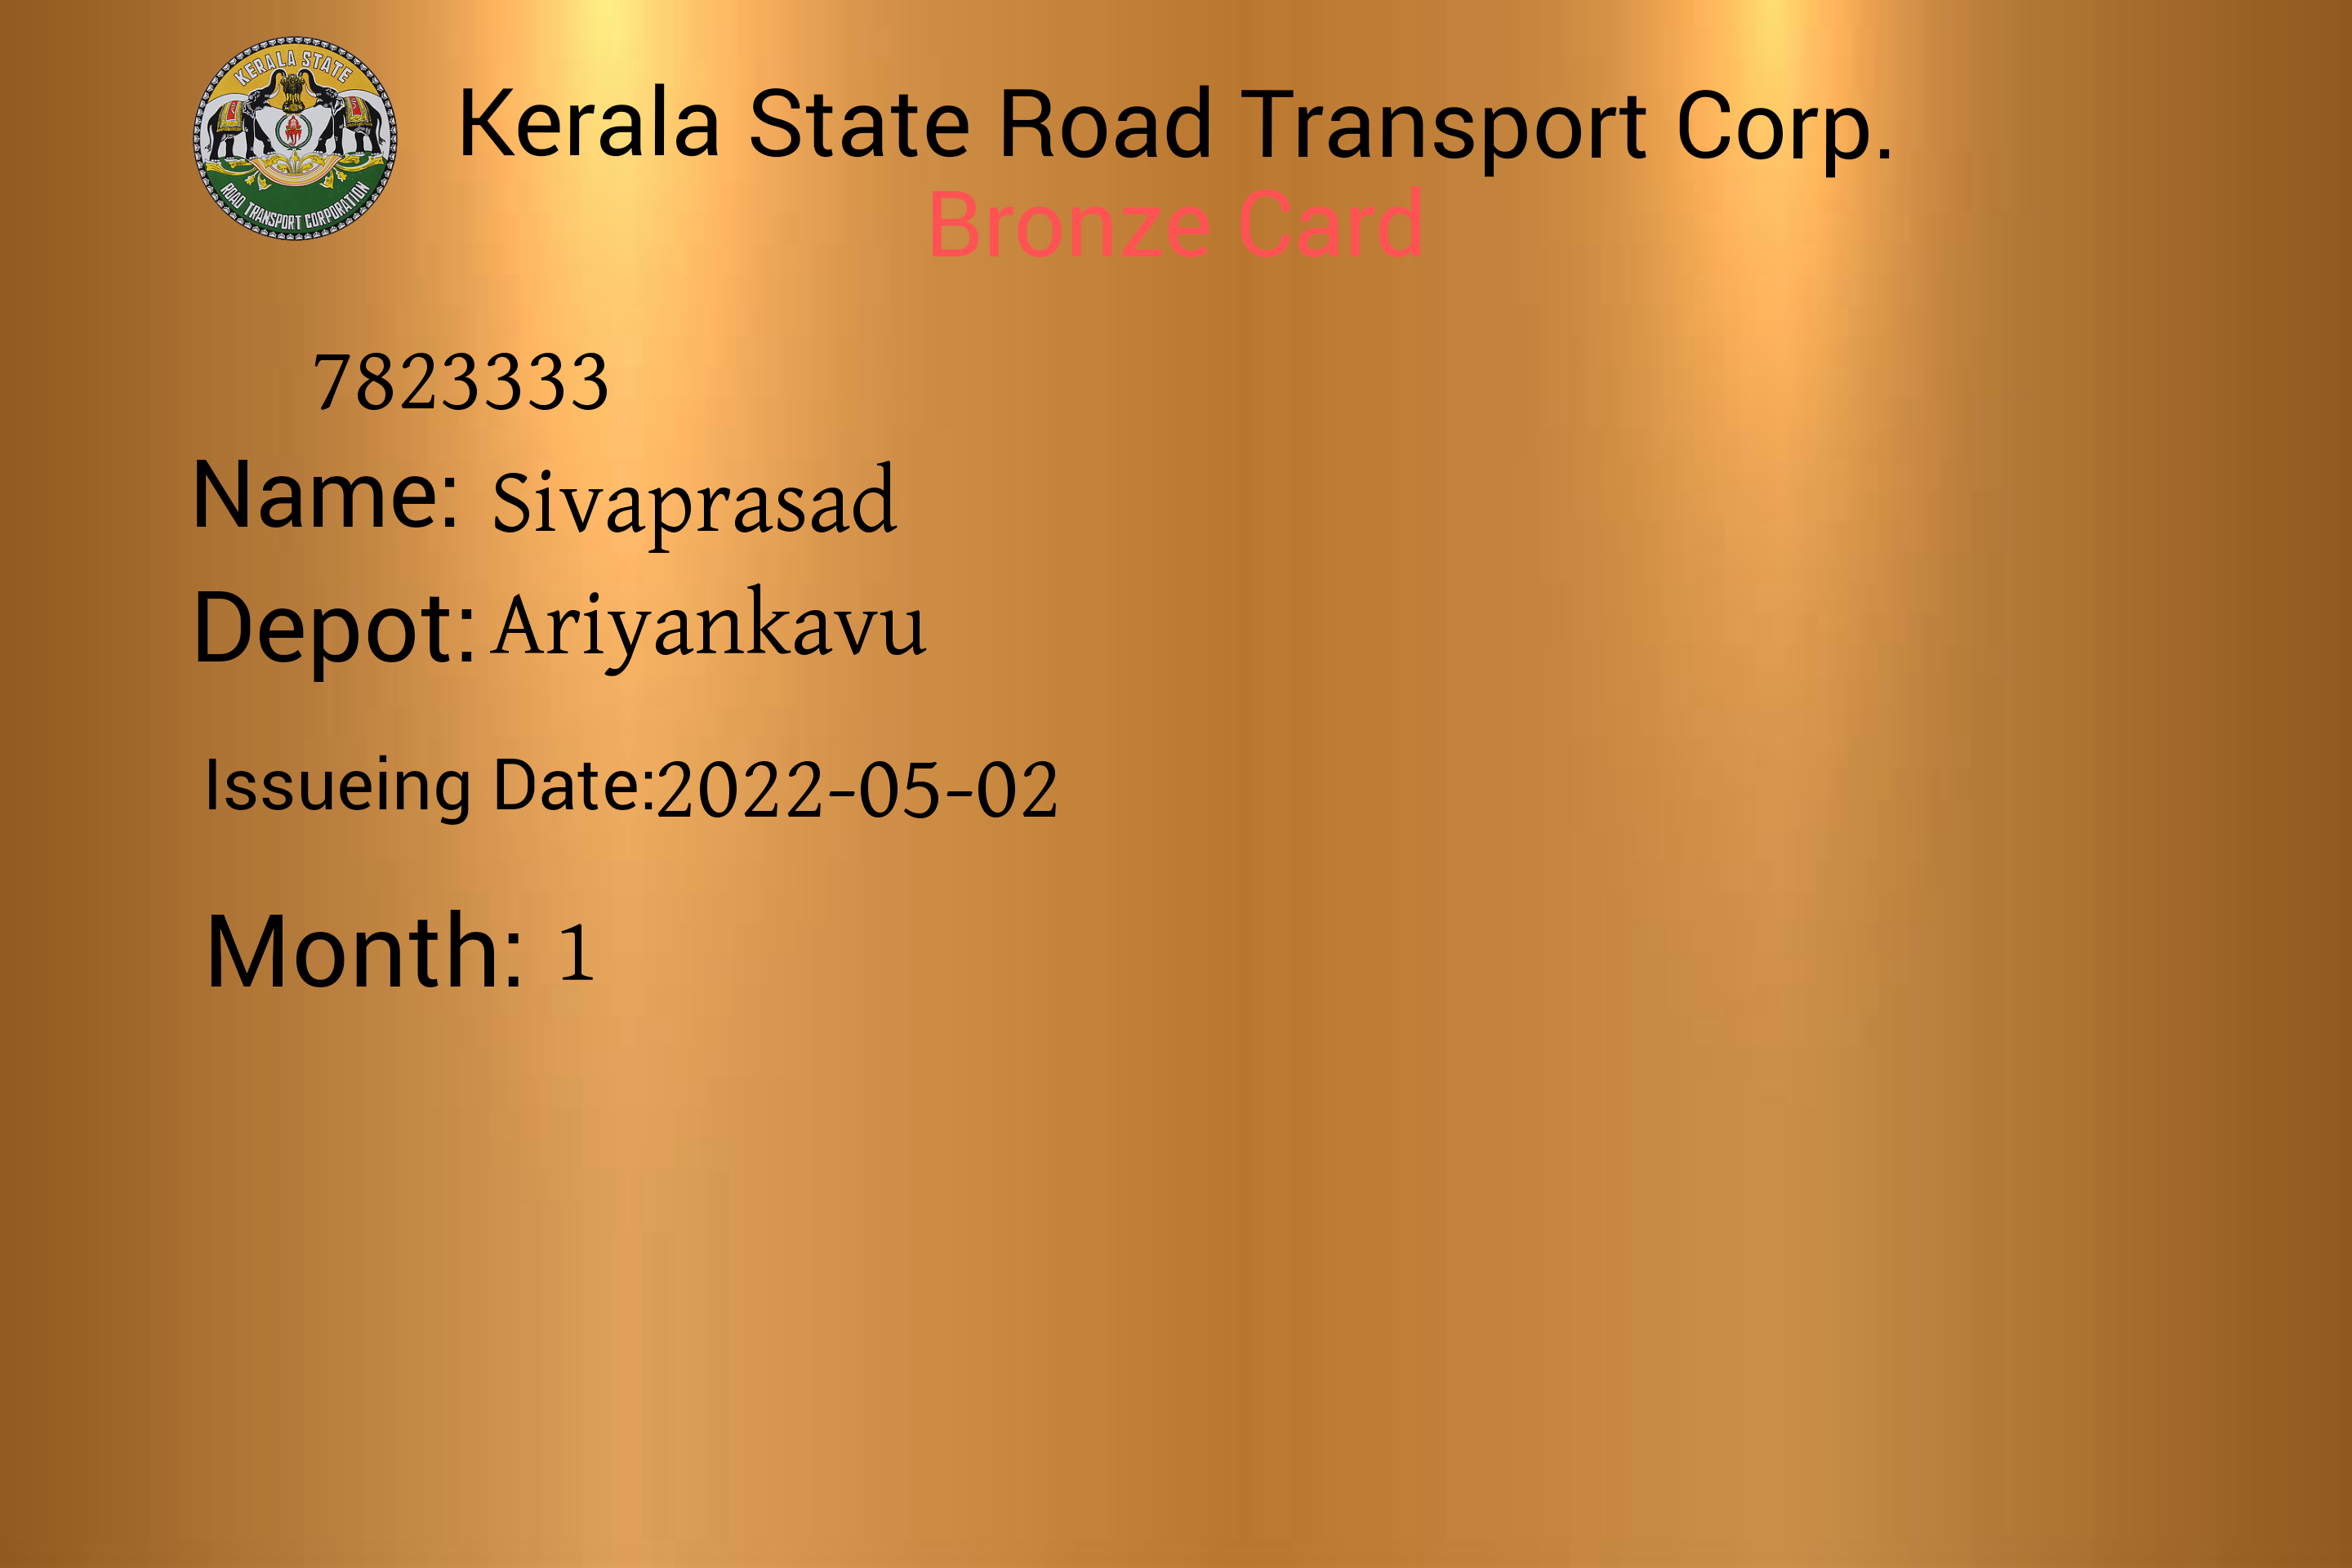 KERALA STATE
ROAD TRANSPORT CORPORATION
Kerala State Road Transport Corp.
Bronze Card
7823333
Name: Sivaprasad
Depot: Ariyankavu
Issueing Date:2022-05-02
Month: 1